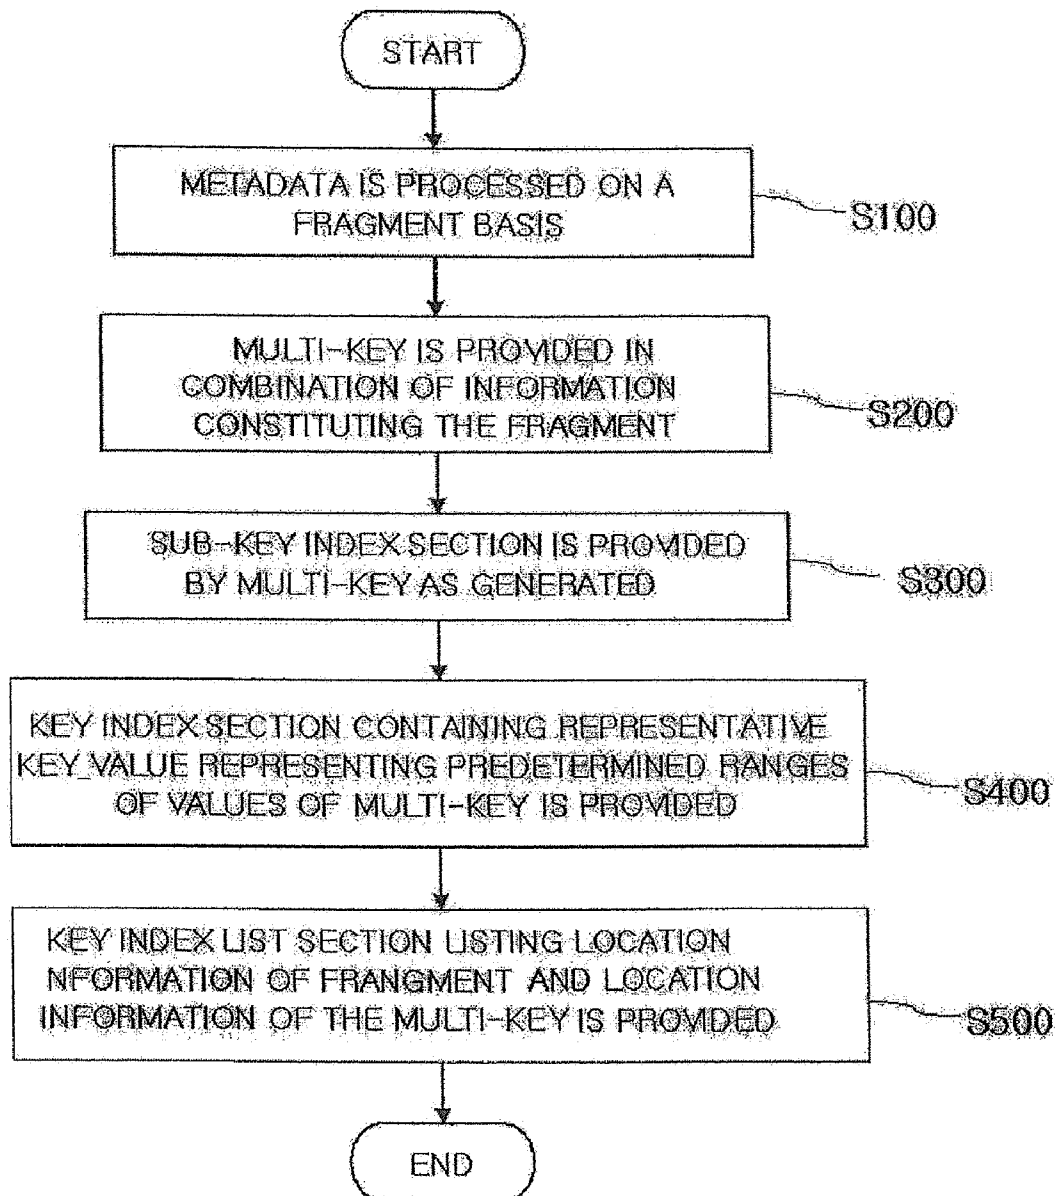 START
METADATA IS PROCESSED ON A
FRAGMENT BASIS
S100
MULTI-KEY IS PROVIDED IN
COMBINATION OF INFORMATION
CONSTITUTING THE FRAGMENT
S200
SUB-KEY INDEX SECTION IS PROVIDED
BY MULTI-KEY AS GENERATED
S300
KEY INDEX SECTION CONTAINING REPRESENTATIVE
KEY_VALUE REPRESENTING PREDETERMINED RANGES
OF VALUES OF MULTI-KEY IS PROVIDED
S400
KEY INDEX LIST SECTION LISTING LOCATION
NFORMATION OF FRANGMENT AND LOCATION
INFORMATION OF THE MULTI-KEY IS PROVIDED
S500
END